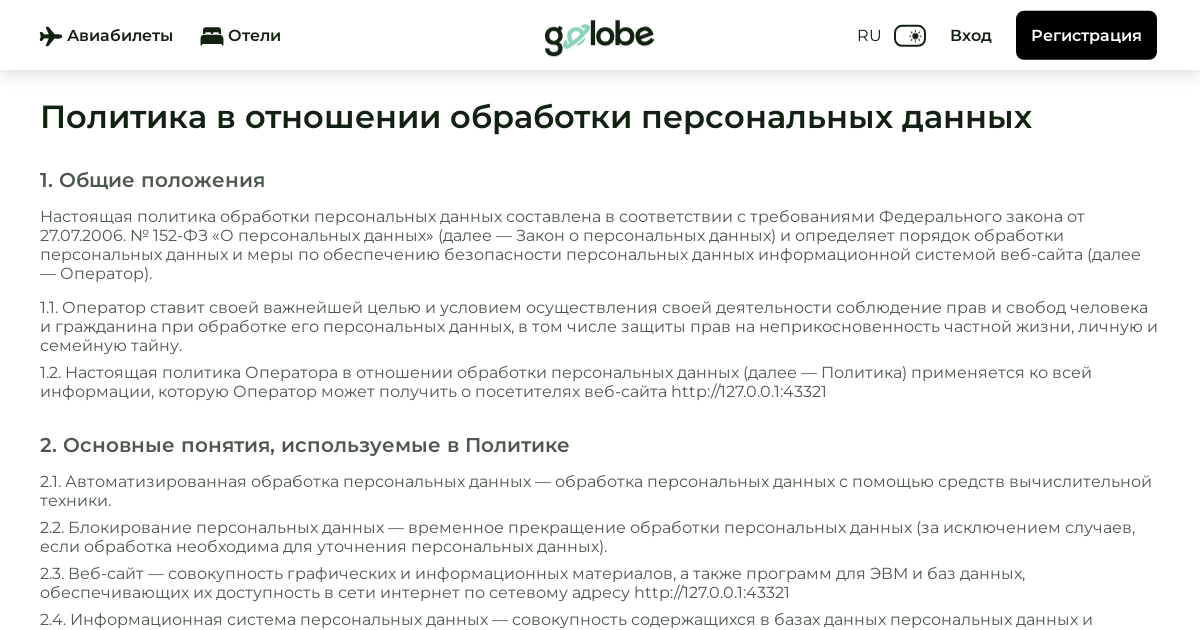 Авиабилеты Отели golobe RU Вход Регистрация
Политика в отношении обработки персональных данных
1. Общие положения
Настоящая политика обработки персональных данных составлена в соответствии с требованиями Федерального закона от
27.07.2006. № 152-ФЗ «О персональных данных» (далее — Закон о персональных данных) и определяет порядок обработки
персональных данных и меры по обеспечению безопасности персональных данных информационной системой веб-сайта (далее
— Оператор).
1.1. Оператор ставит своей важнейшей целью и условием осуществления своей деятельности соблюдение прав и свобод человека
и гражданина при обработке его персональных данных, в том числе защиты прав на неприкосновенность частной жизни, личную и
семейную тайну.
1.2. Настоящая политика Оператора в отношении обработки персональных данных (далее — Политика) применяется ко всей
информации, которую Оператор может получить о посетителях веб-сайта http://127.0.0.1:43321
2. Основные понятия, используемые в Политике
2.1. Автоматизированная обработка персональных данных — обработка персональных данных с помощью средств вычислительной
техники.
2.2. Блокирование персональных данных — временное прекращение обработки персональных данных (за исключением случаев,
если обработка необходима для уточнения персональных данных).
2.3. Веб-сайт — совокупность графических и информационных материалов, а также программ для ЭВМ и баз данных,
обеспечивающих их доступность в сети интернет по сетевому адресу http://127.0.0.1:43321
2.4. Информационная система персональных данных — совокупность содержащихся в базах данных персональных данных и